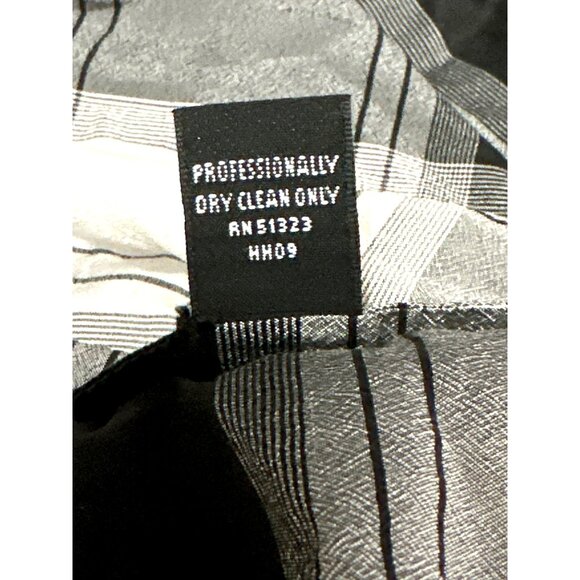 PROFESSIONALLY
DRY CLEAN ONLY
RN 51323
HH09